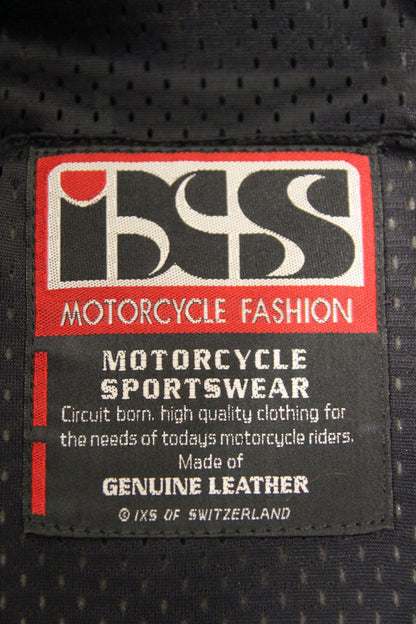 iXS
MOTORCYCLE FASHION
MOTORCYCLE
SPORTSWEAR
Circuit born. high quality clothing for
the needs of todays motorcycle riders.
Made of
GENUINE LEATHER
© IXS OF SWITZERLAND